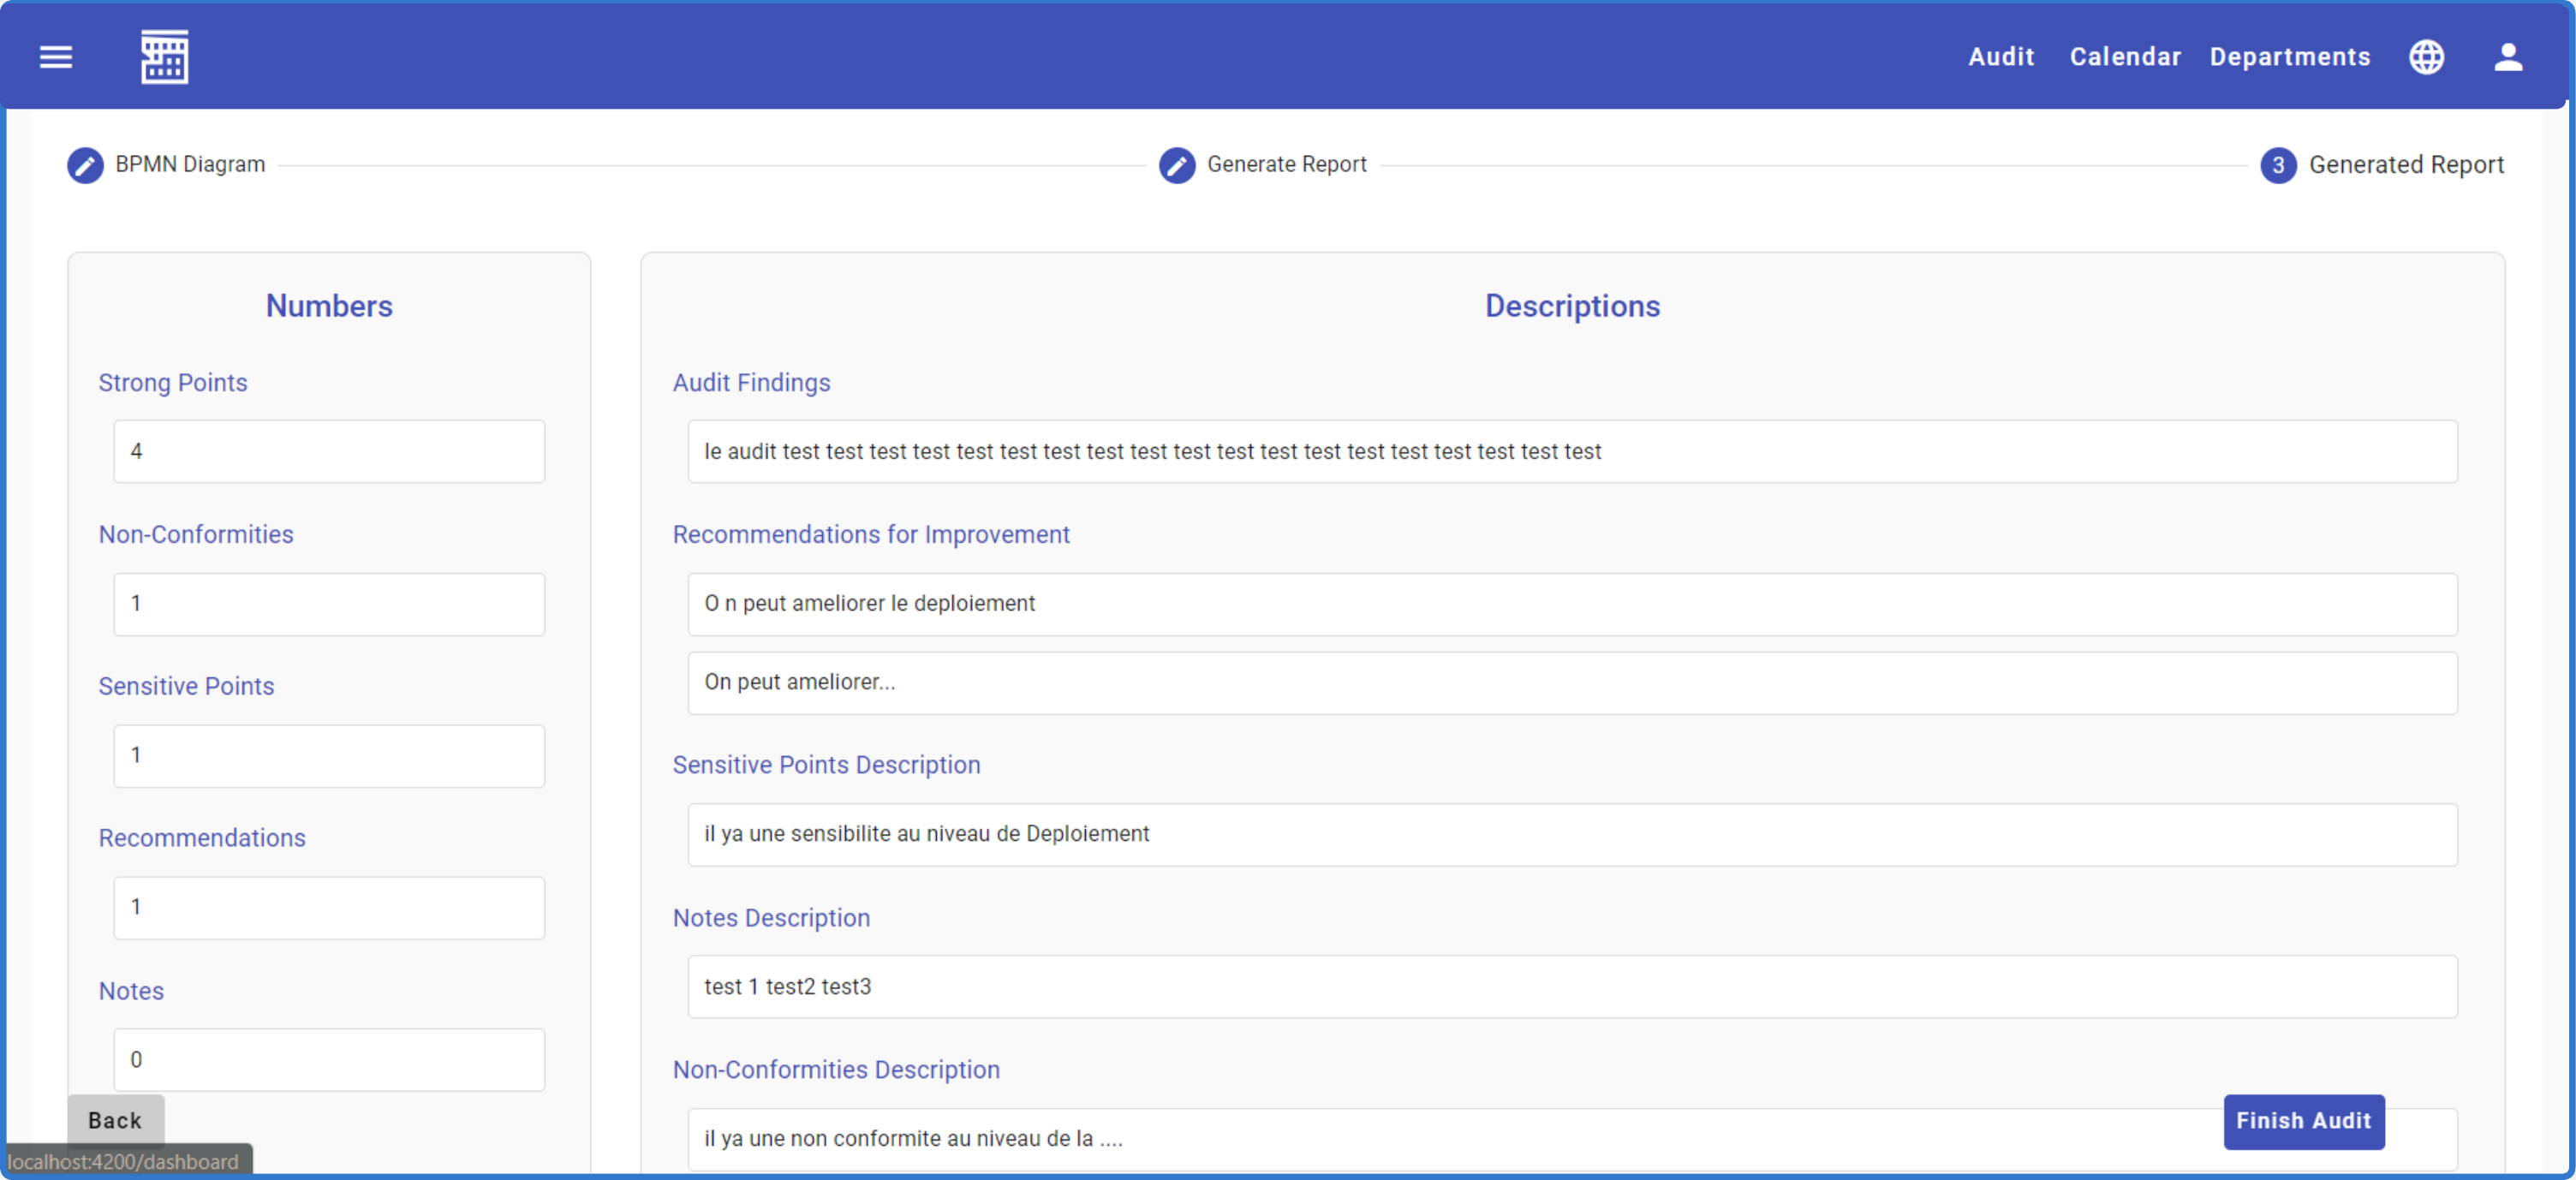 Audit Calendar Departments
BPMN Diagram
Generate Report
3 Generated Report
Numbers
Strong Points
4
Non-Conformities
1
Sensitive Points
1
Recommendations
1
Notes
0
Back
localhost:4200/dashboard
Descriptions
Audit Findings
le audit test test test test test test test test test test test test test test test test test test test
Recommendations for Improvement
O n peut ameliorer le deploiement
On peut ameliorer...
Sensitive Points Description
il ya une sensibilite au niveau de Deploiement
Notes Description
test 1 test2 test3
Non-Conformities Description
il ya une non conformite au niveau de la ....
Finish Audit